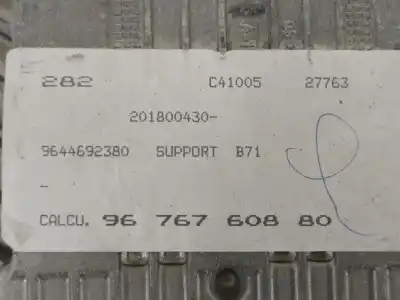 282 C41005 27763
201800430-
9644692380 SUPPORT B71
-
CALCU. 96 767 608 80